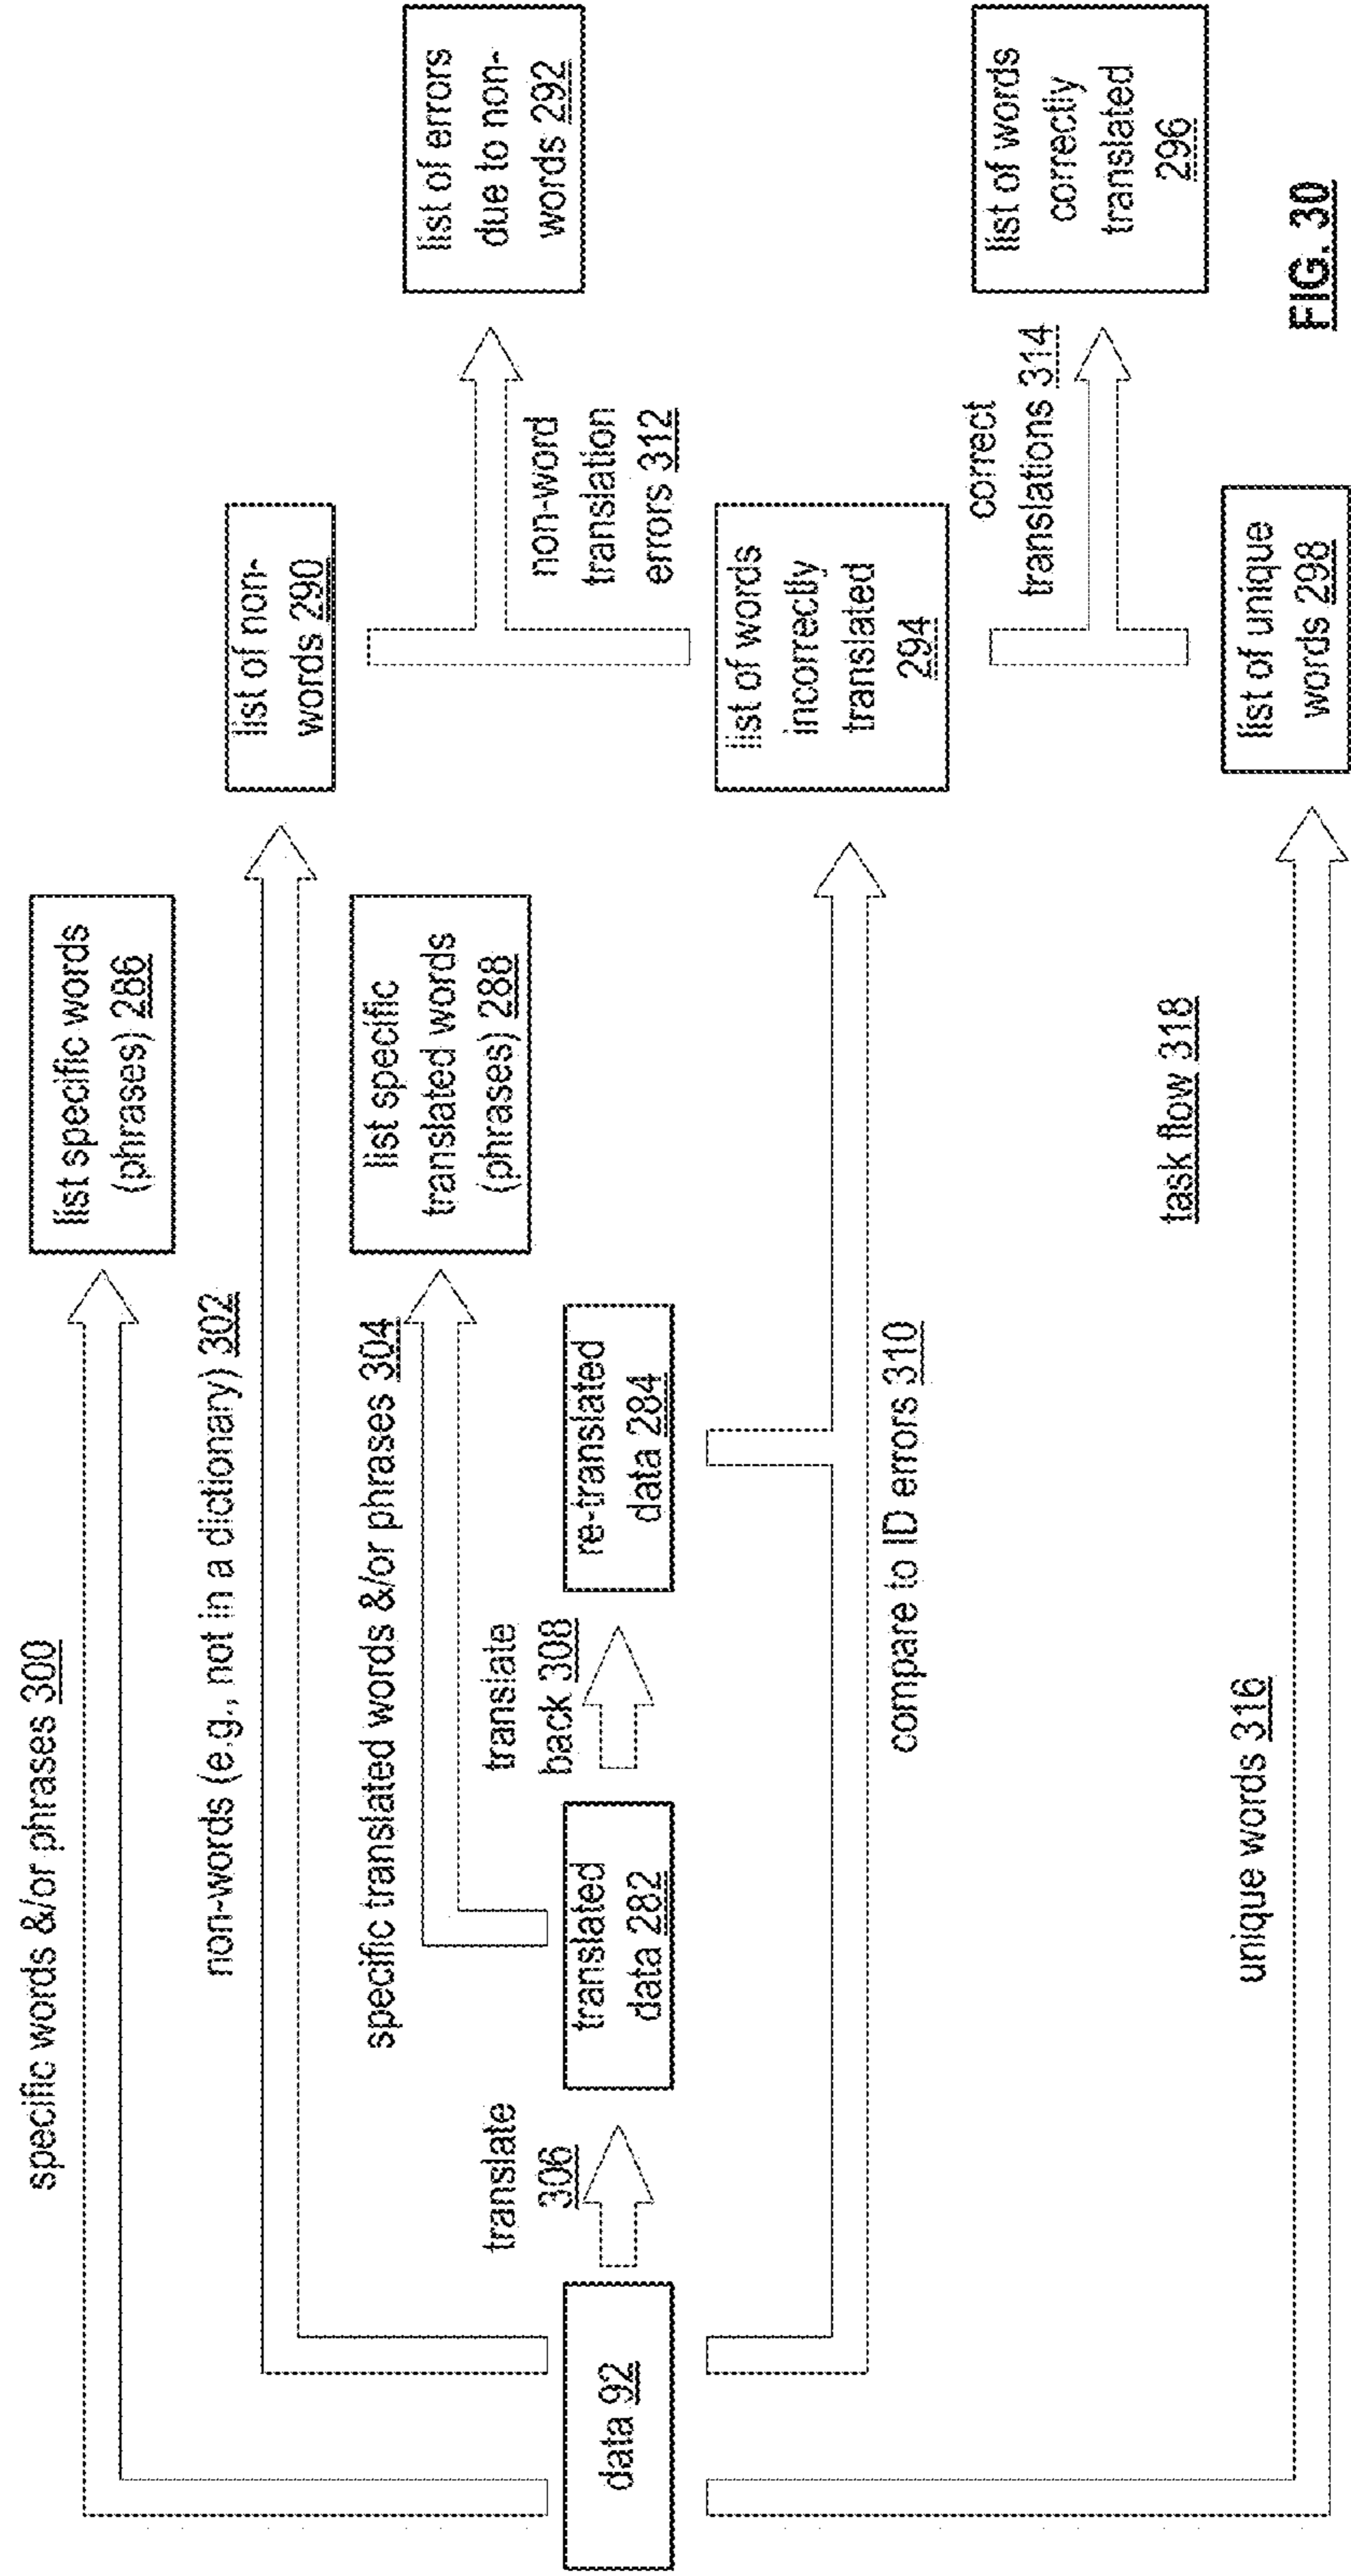 specific words &/or phrases 300
list specific words
(phrases) 286
non-words (e.g., not in a dictionary) 302
list of non-
words 290
specific translated words &/or phrases 304
list specific
translated words
(phrases) 288
list of errors
due to non-
words 292
non-word
translation
errors 312
data 92
translate
306
translated
data 282
translate
back 308
re-translated
data 284
compare to ID errors 310
list of words
incorrectly
translated
294
correct
translations 314
list of words
correctly
translated
296
unique words 316
task flow 318
list of unique
words 298
FIG. 30